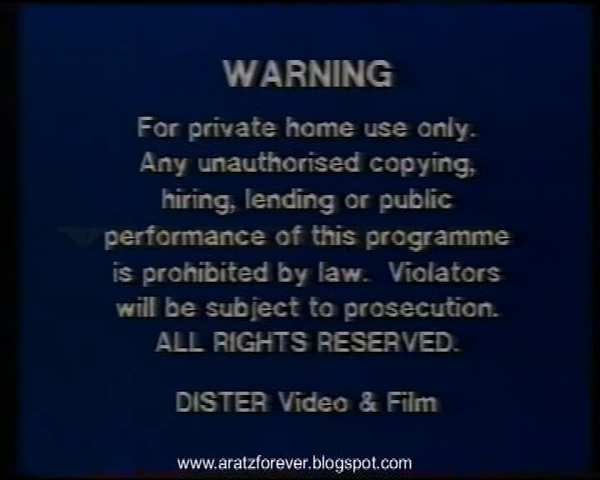 WARNING
For private home use only.
Any unauthorised copying,
hiring, lending or public
performance of this programme
is prohibited by law. Violators
will be subject to prosecution.
ALL RIGHTS RESERVED.
DISTER Video & Film
www.aratzforever.blogspot.com